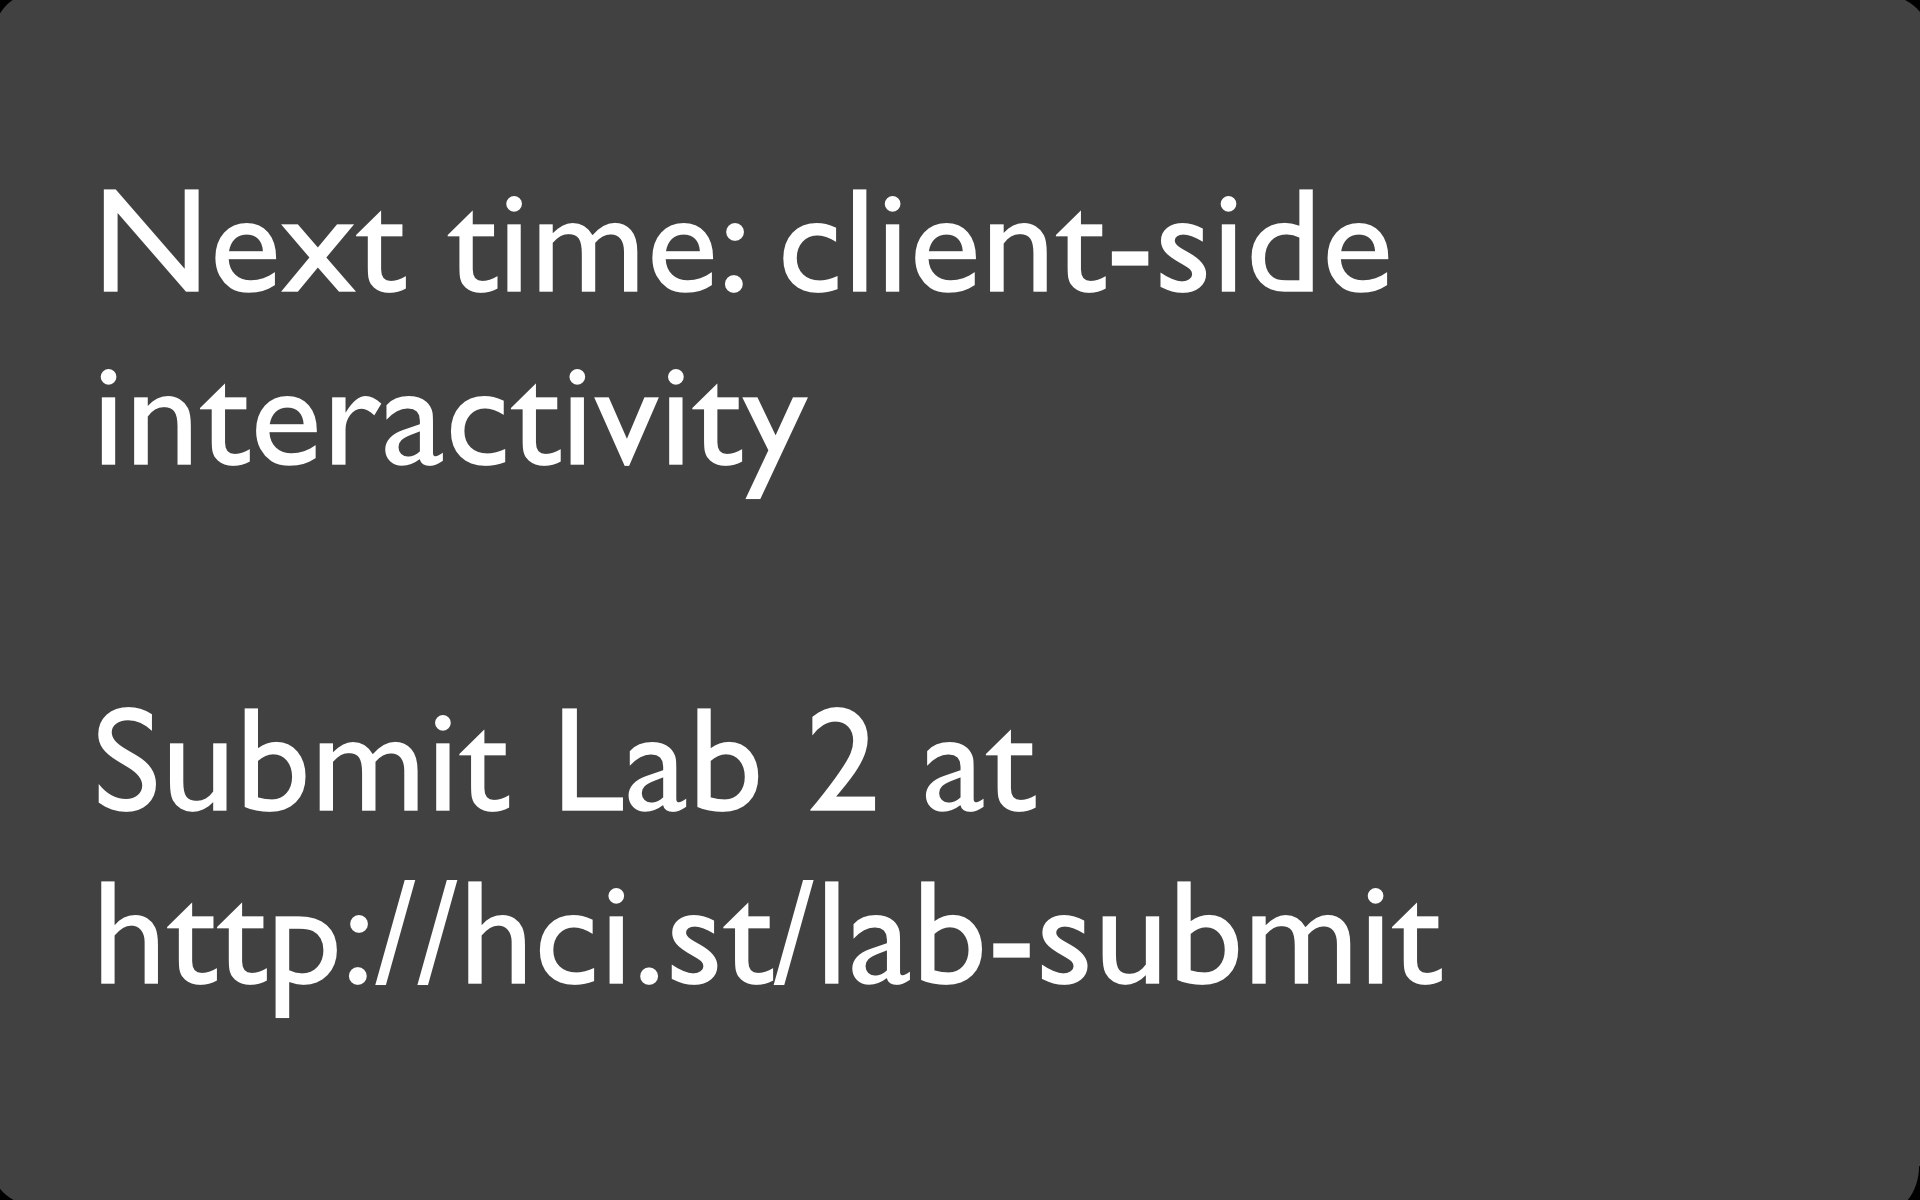 Next time: client-side
interactivity
Submit Lab 2 at
http://hci.st/lab-submit